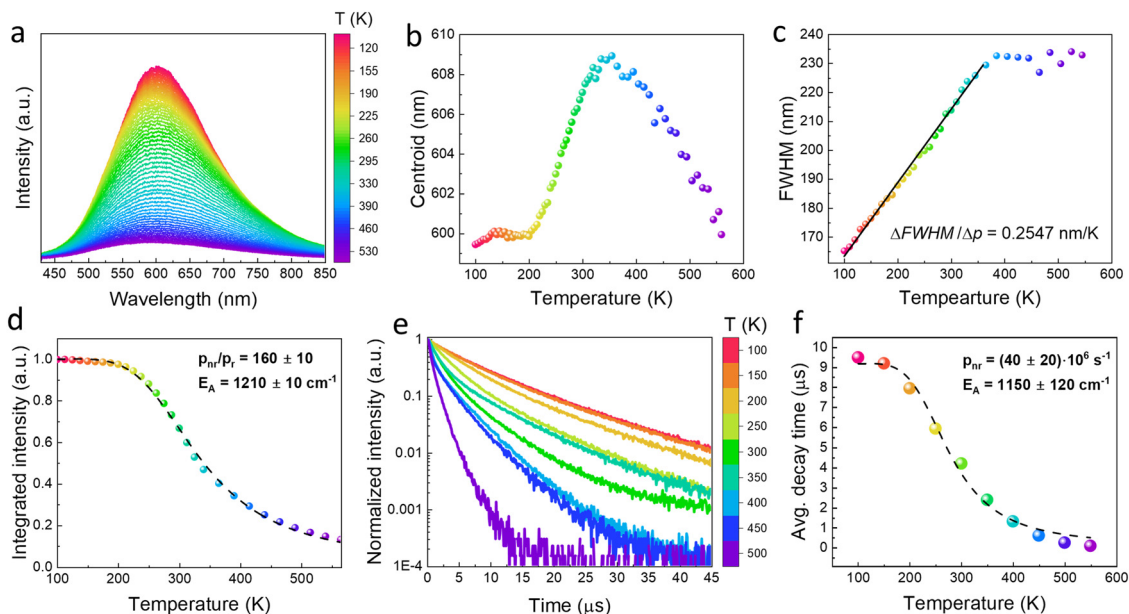 a
T (K)
120
155
190
225
260
295
330
390
460
530
Intensity (a.u.)
450 500 550 600 650 700 750 800 850
Wavelength (nm)
b
610
608
606
604
602
600
Centroid (nm)
0 100 200 300 400 500 600
Temperature (K)
c
240
230
220
210
200
190
180
170
FWHM (nm)
ΔFWHM/Δp = 0.2547 nm/K
0 100 200 300 400 500 600
Tempearture (K)
d
1.0
0.8
0.6
0.4
0.2
0.0
Integrated intensity (a.u.)
pnr/pr = 160 ± 10
EA = 1210 ± 10 cm-1
100 200 300 400 500
Temperature (K)
e
T (K)
100
150
200
250
300
350
400
450
500
1
0.1
0.01
0.001
1E-4
Normalized intensity (a.u.)
0 5 10 15 20 25 30 35 40 45
Time (μs)
f
10
9
8
7
6
5
4
3
2
1
0
Avg. decay time (μs)
pnr = (40 ± 20)·10⁶ s-1
EA = 1150 ± 120 cm-1
100 200 300 400 500 600
Temperature (K)